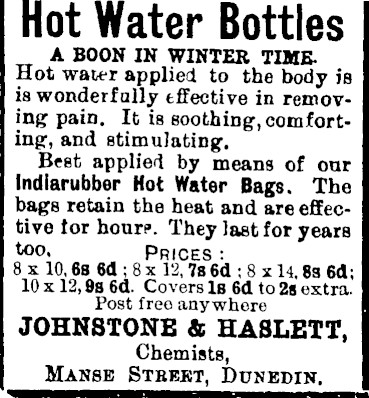 Hot Water Bottles
A BOON IN WINTER TIME.
Hot water applied to the body is
is wonderfully effective in remov-
ing pain. It is soothing, comfort-
ing, and stimulating.
Best applied by means of our
Indiarubber Hot Water Bags. The
bags retain the heat and are effec-
tive for hours. They last for years
too. PRICES :
8 x 10, 6s 6d ; 8 x 12, 7s 6d ; 8 x 14, 8s 6d;
10 x 12, 9s 6d. Covers 1s 6d to 2s extra.
Post free anywhere
JOHNSTONE & HASLETT,
Chemists,
MANSE STREET, DUNEDIN.